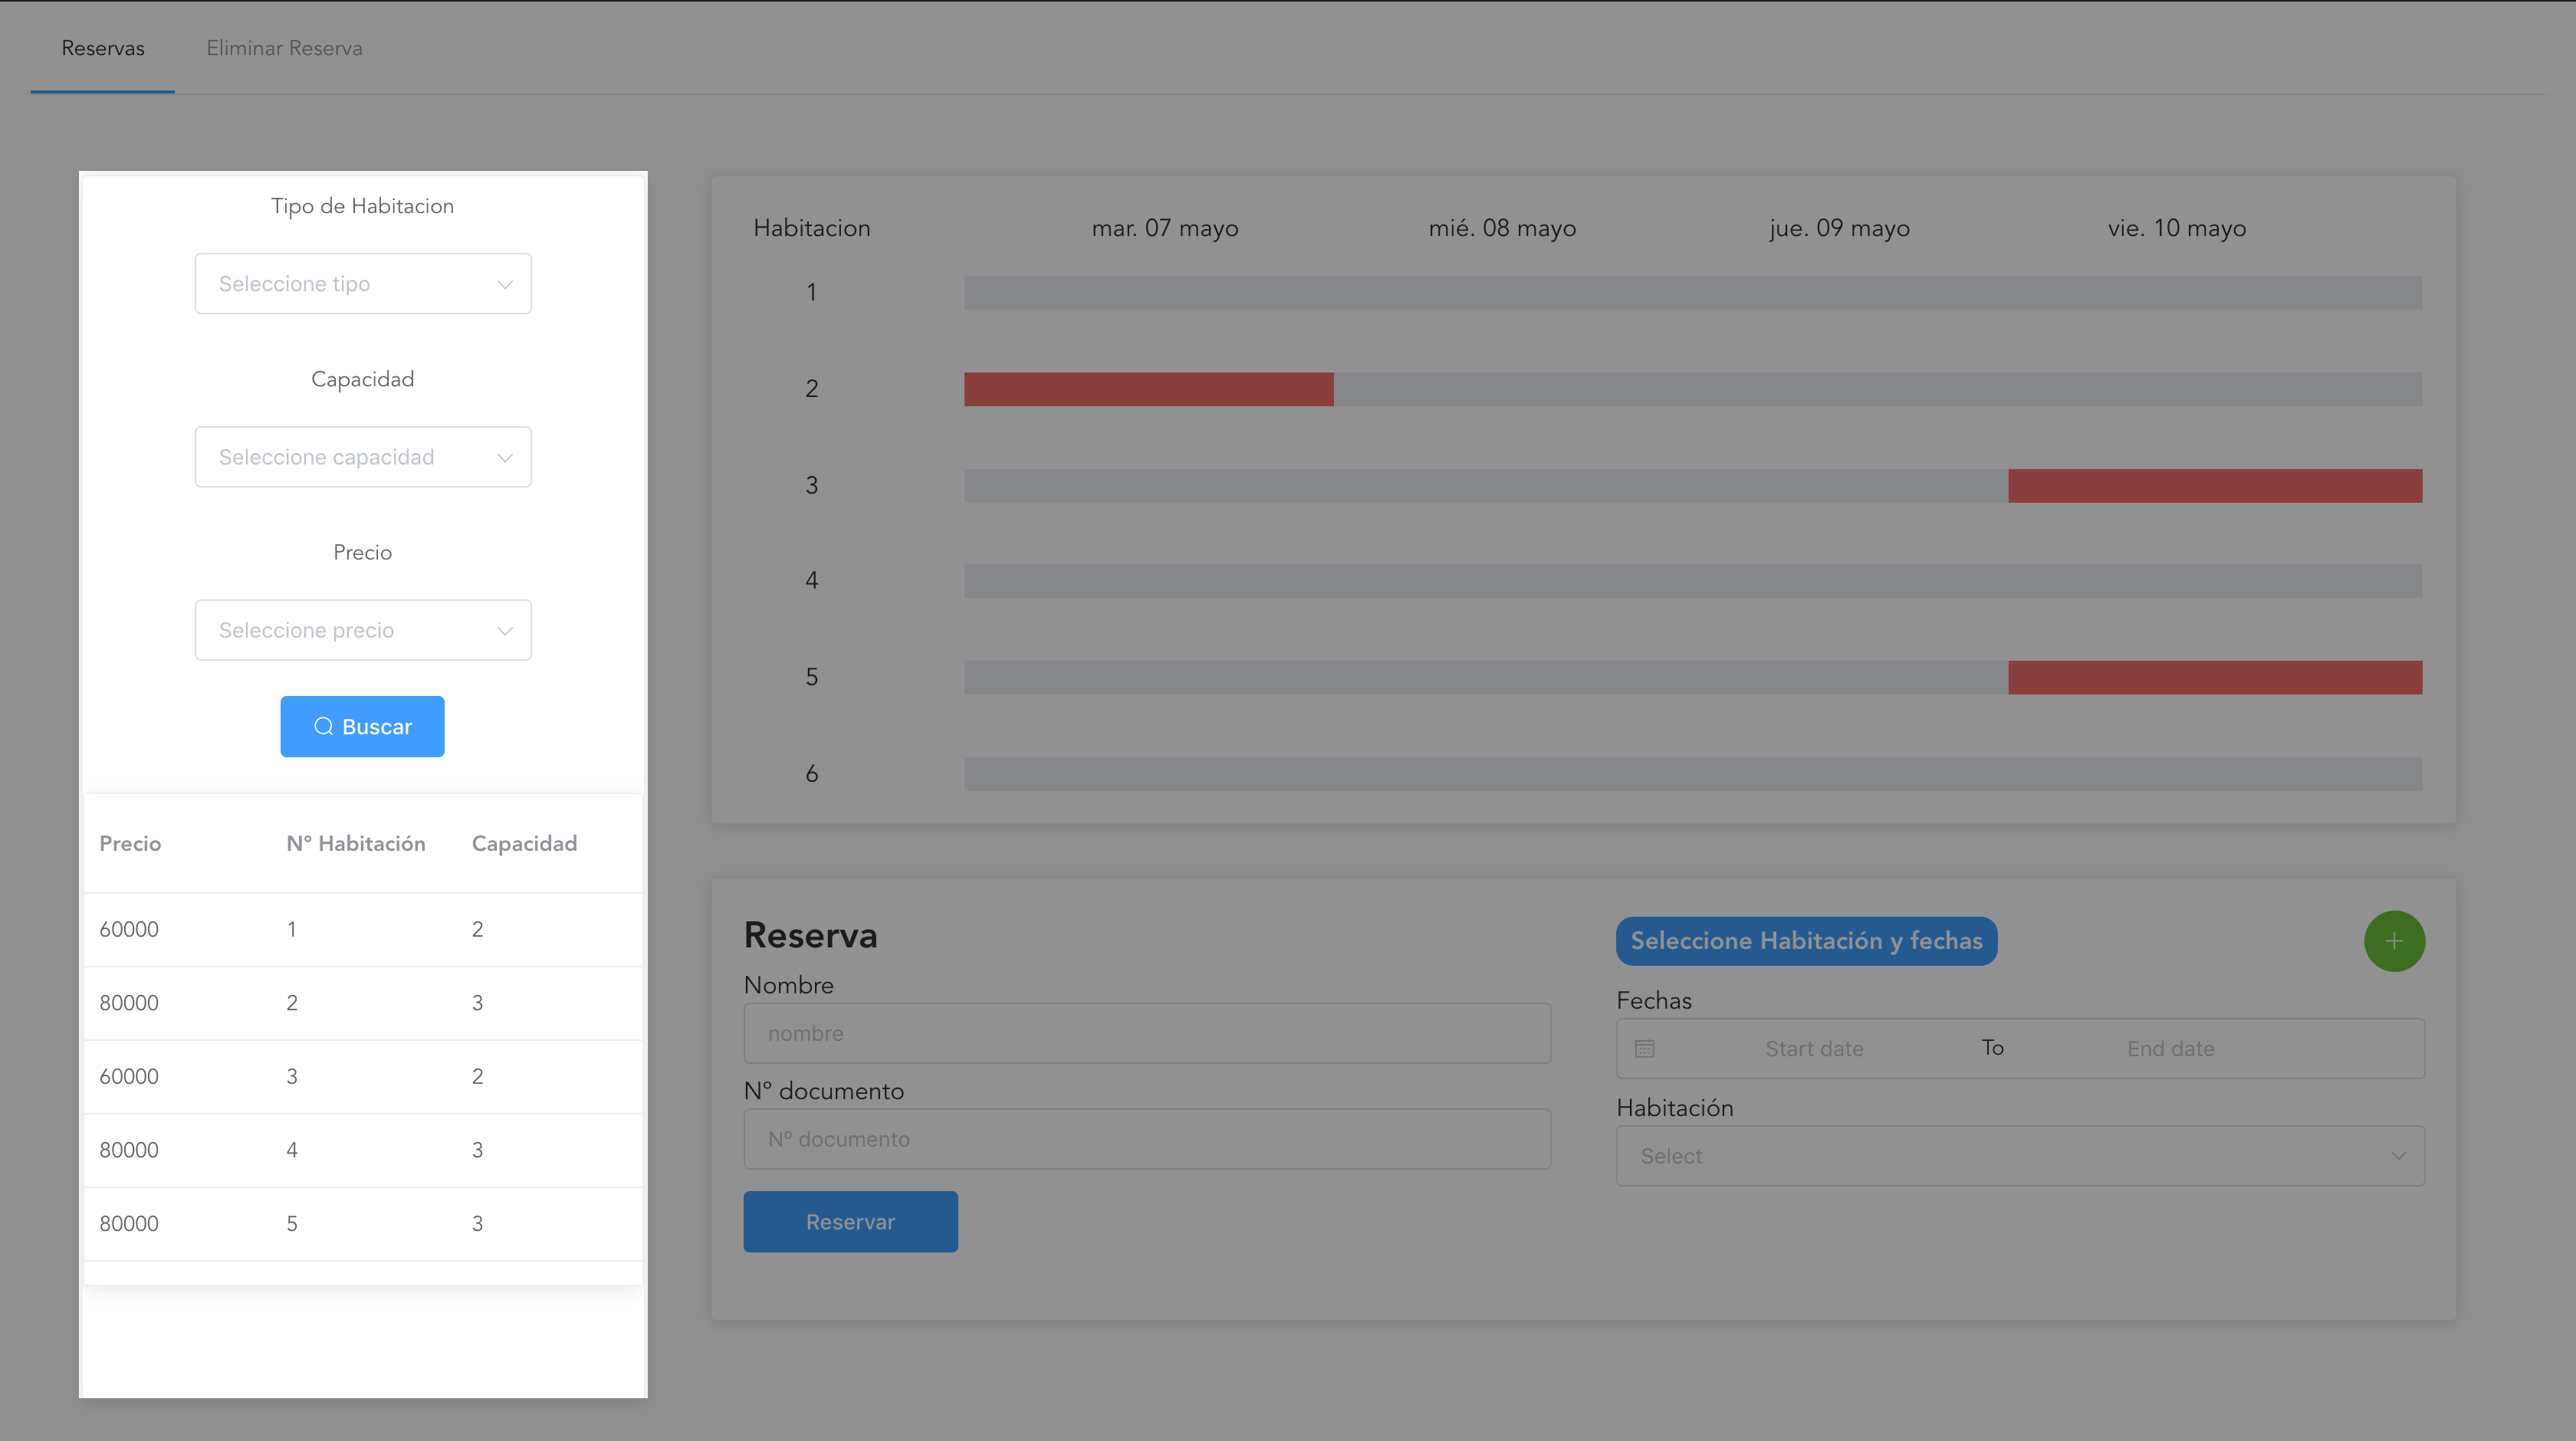 Reservas Eliminar Reserva
Tipo de Habitacion
Seleccione tipo
Capacidad
Seleccione capacidad
Precio
Seleccione precio
Buscar
Precio N° Habitación Capacidad
60000 1 2
80000 2 3
60000 3 2
80000 4 3
80000 5 3
Habitacion mar. 07 mayo mié. 08 mayo jue. 09 mayo vie. 10 mayo
1
2
3
4
5
6
Reserva
Nombre
nombre
Nº documento
Nº documento
Reservar
Seleccione Habitación y fechas
Fechas
Start date To End date
Habitación
Select